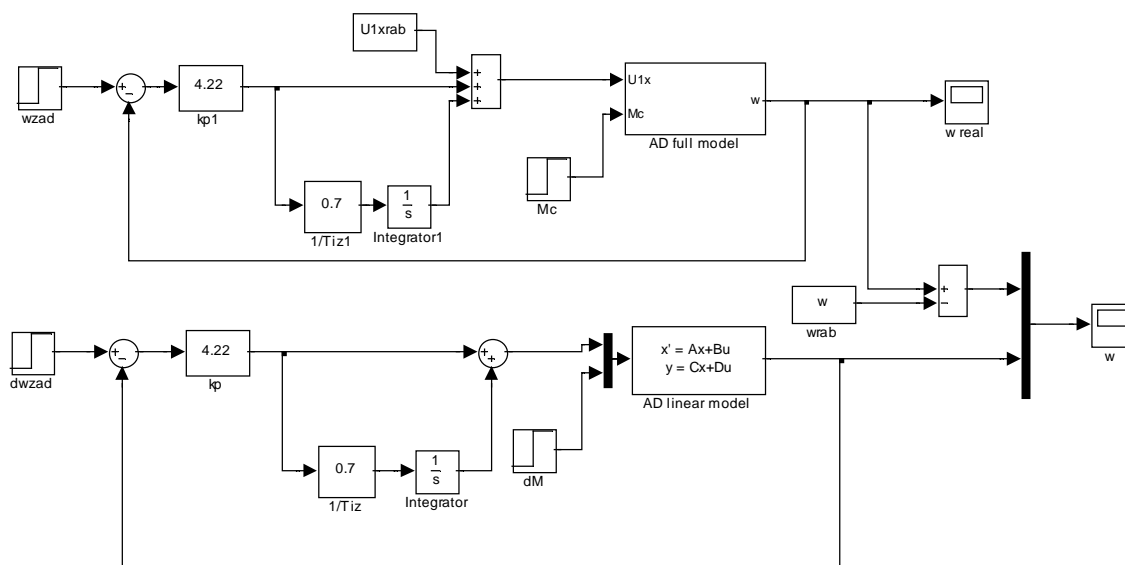 U1xrab
wzad
+
−
4.22
kp1
+
+
+
U1x
Mc
w
AD full model
w real
0.7
1/Tiz1
1
s
Integrator1
Mc
w
wrab
+
−
w
dwzad
+
−
4.22
kp
+
+
x' = Ax+Bu
y = Cx+Du
AD linear model
0.7
1/Tiz
1
s
Integrator
dM